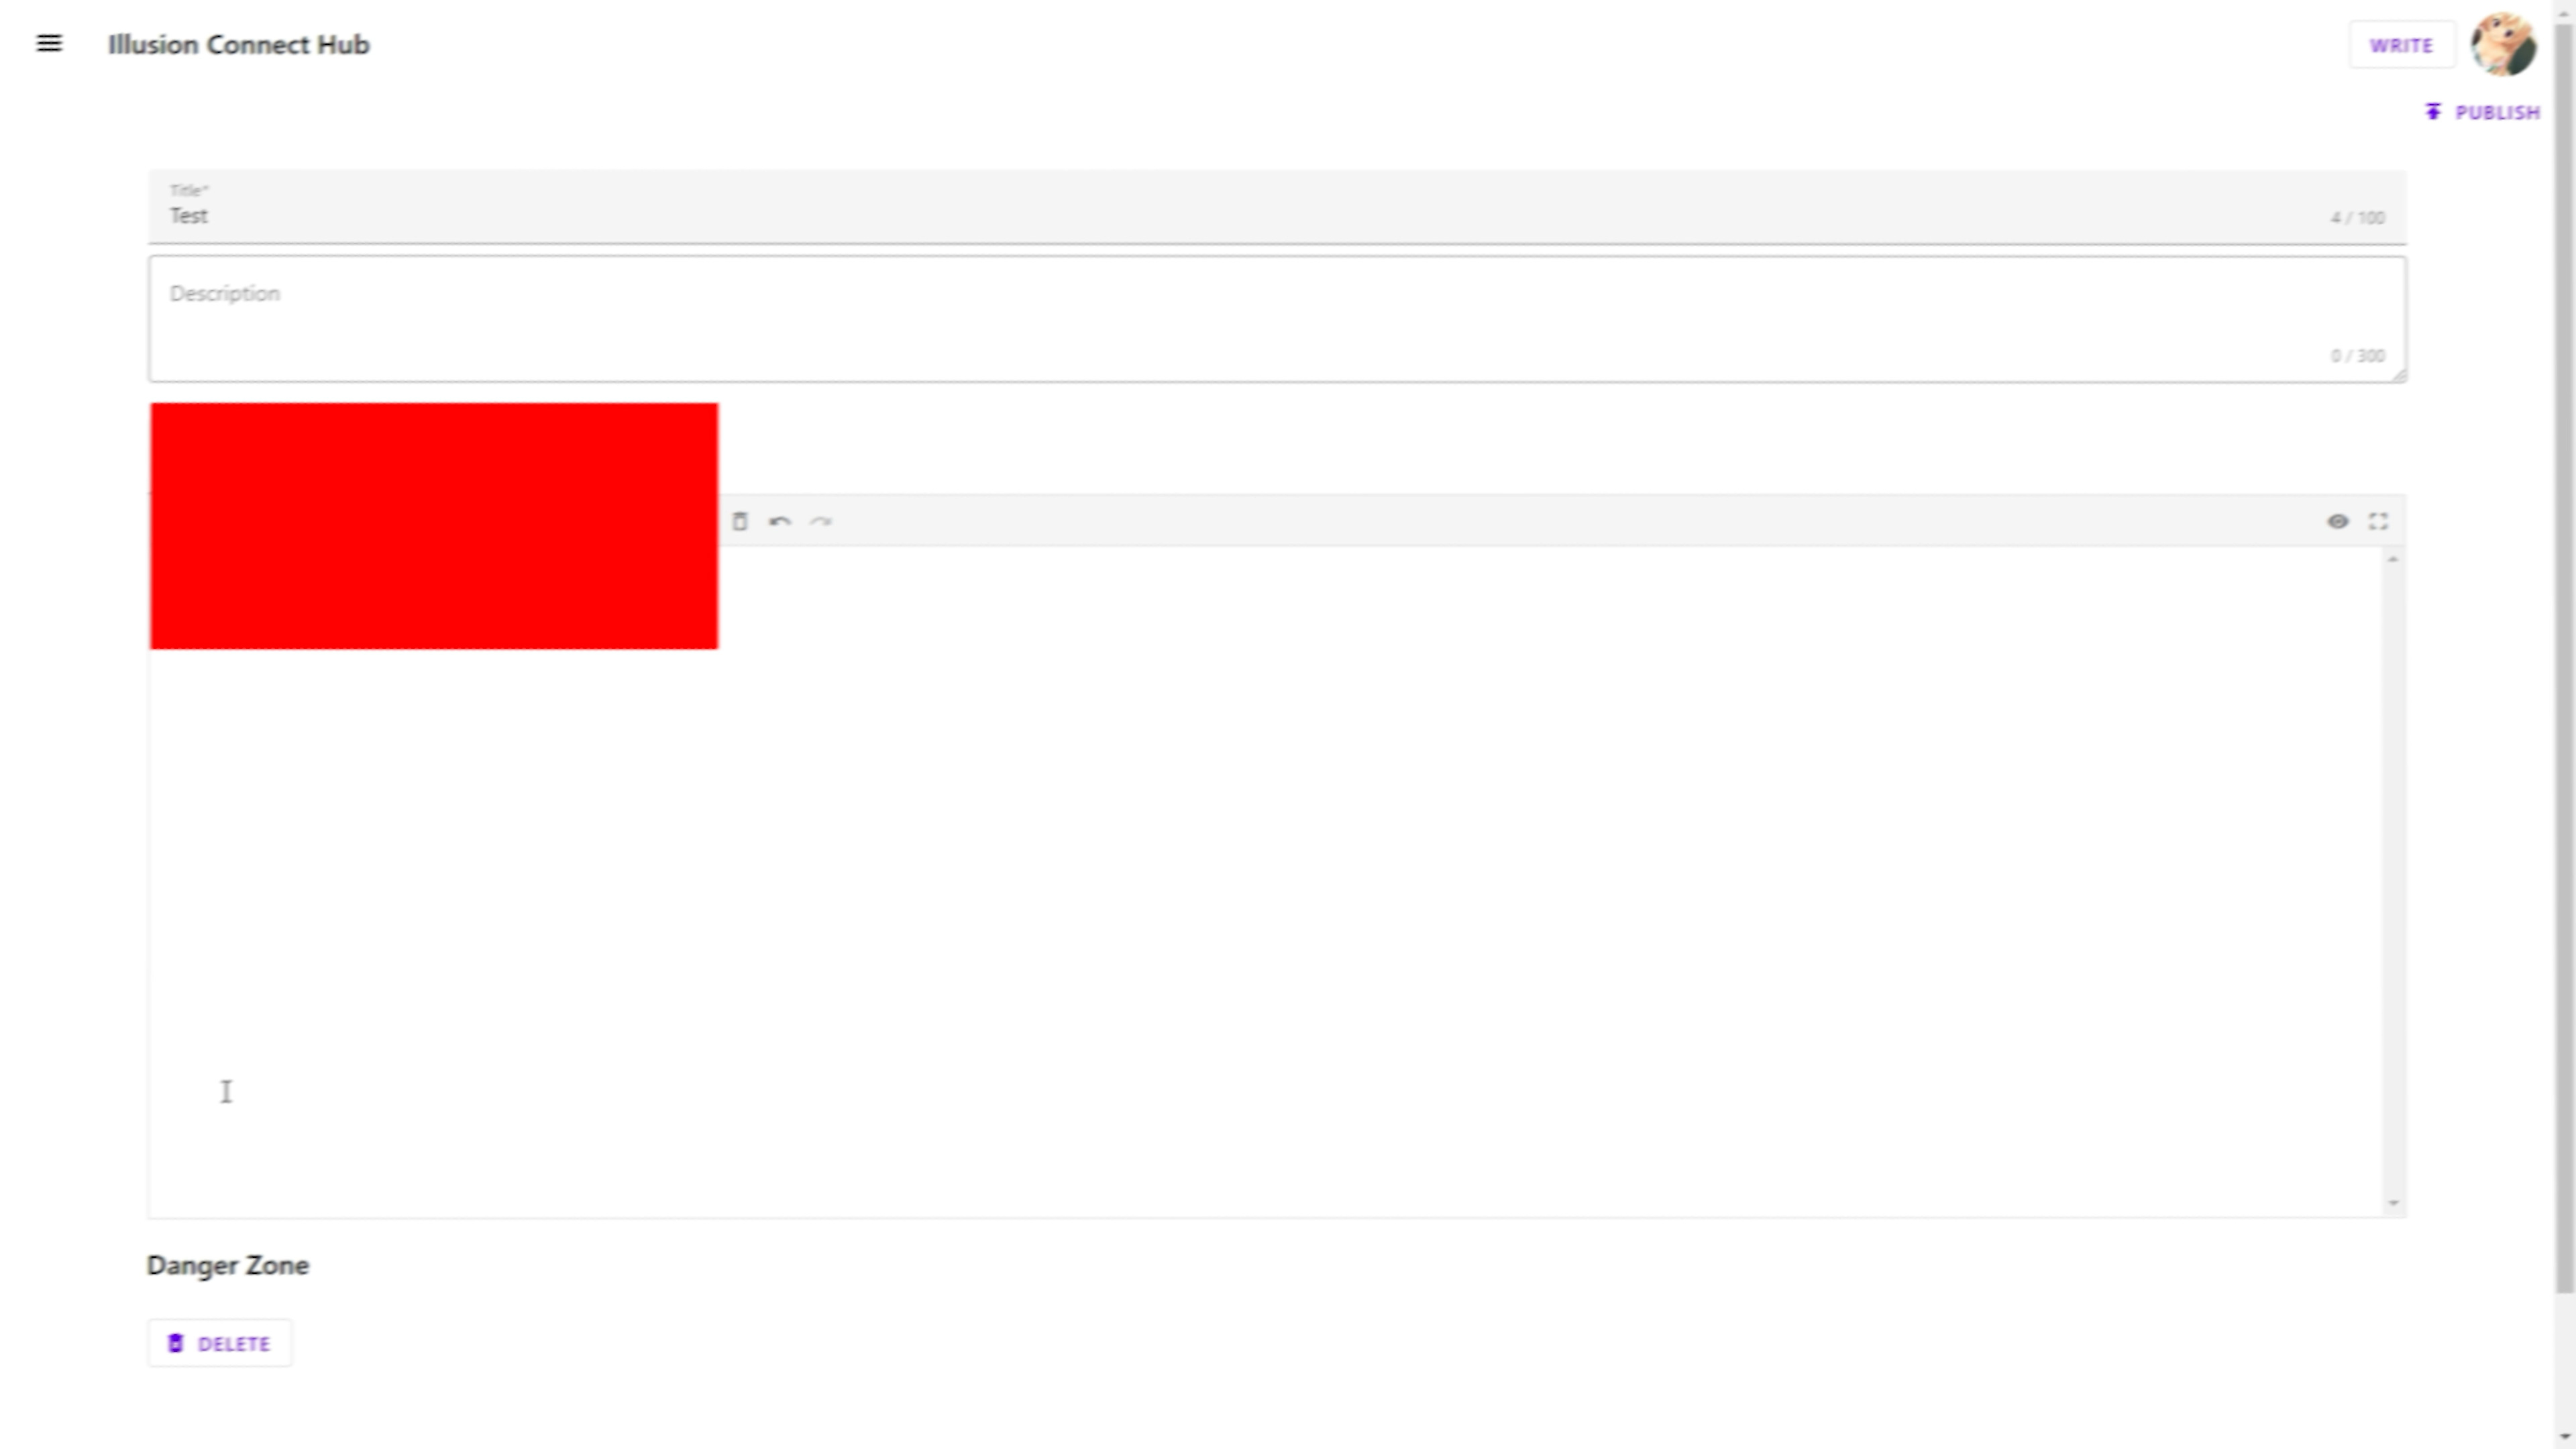 Illusion Connect Hub
WRITE
PUBLISH
Title*
Test
4 / 100
Description
0 / 300
Danger Zone
DELETE